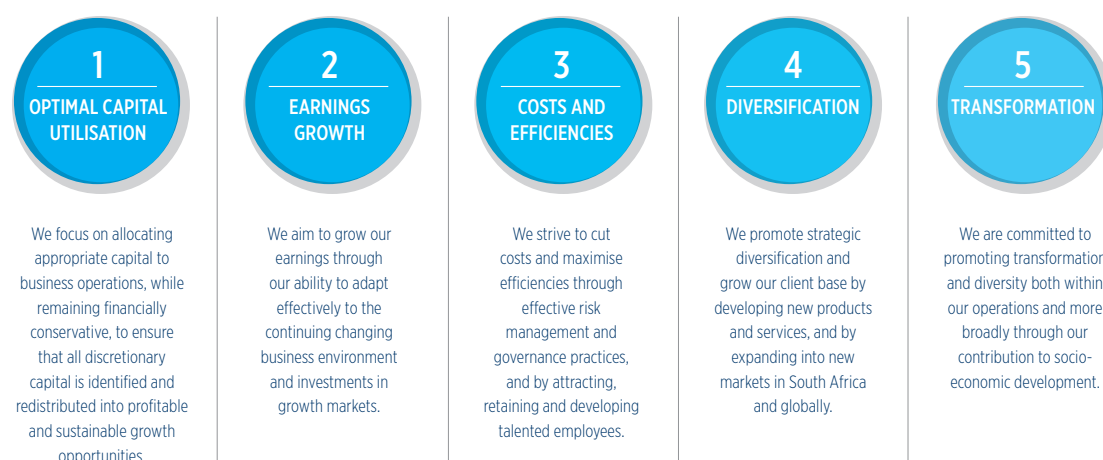 1
OPTIMAL CAPITAL
UTILISATION
We focus on allocating
appropriate capital to
business operations, while
remaining financially
conservative, to ensure
that all discretionary
capital is identified and
redistributed into profitable
and sustainable growth
opportunities
2
EARNINGS
GROWTH
We aim to grow our
earnings through
our ability to adapt
effectively to the
continuing changing
business environment
and investments in
growth markets.
3
COSTS AND
EFFICIENCIES
We strive to cut
costs and maximise
efficiencies through
effective risk
management and
governance practices,
and by attracting,
retaining and developing
talented employees.
4
DIVERSIFICATION
We promote strategic
diversification and
grow our client base by
developing new products
and services, and by
expanding into new
markets in South Africa
and globally.
5
TRANSFORMATION
We are committed to
promoting transformation
and diversity both within
our operations and more
broadly through our
contribution to socio-
economic development.